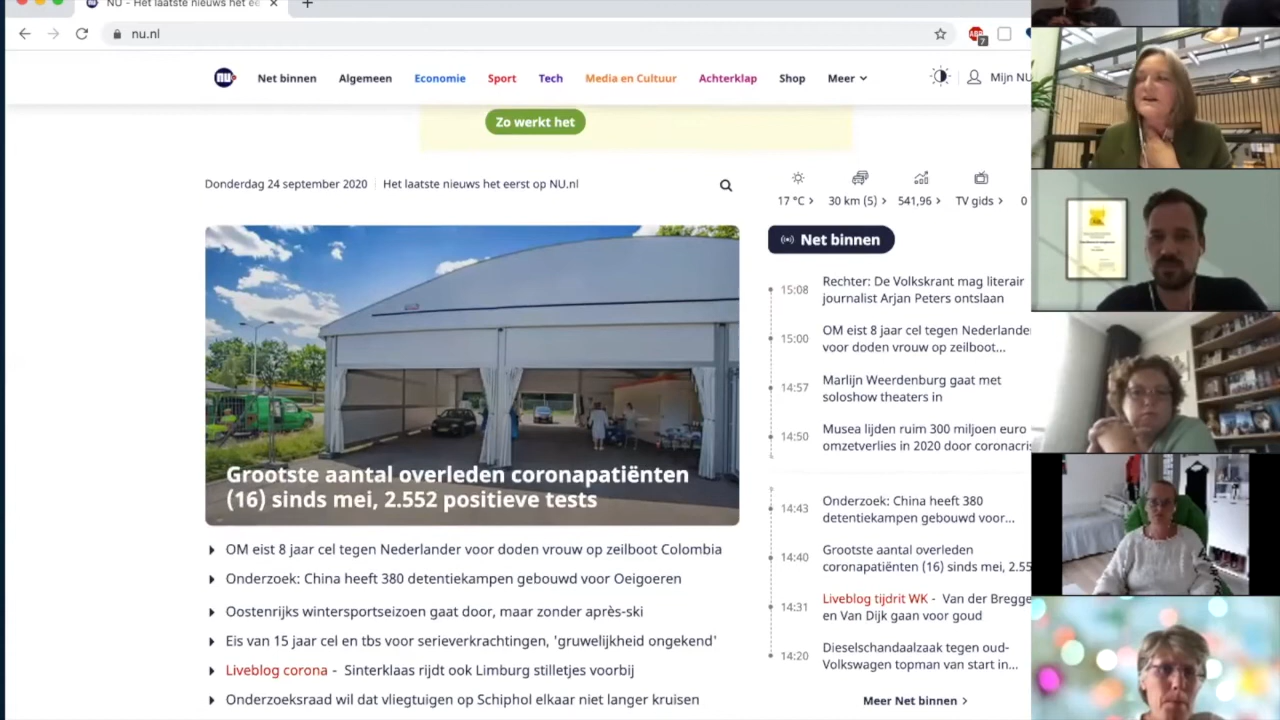 NU - Het laatste nieuws het ee
nu.nl
ABP
7
NU
Net binnen
Algemeen
Economie
Sport
Tech
Media en Cultuur
Achterklap
Shop
Meer
Mijn NU
Zo werkt het
Donderdag 24 september 2020
Het laatste nieuws het eerst op NU.nl
17 °C
30 km (5)
541,96
TV gids
0
Grootste aantal overleden coronapatiënten
(16) sinds mei, 2.552 positieve tests
OM eist 8 jaar cel tegen Nederlander voor doden vrouw op zeilboot Colombia
Onderzoek: China heeft 380 detentiekampen gebouwd voor Oeigoeren
Oostenrijks wintersportseizoen gaat door, maar zonder après-ski
Eis van 15 jaar cel en tbs voor serieverkrachtingen, 'gruwelijkheid ongekend'
Liveblog corona - Sinterklaas rijdt ook Limburg stilletjes voorbij
Onderzoeksraad wil dat vliegtuigen op Schiphol elkaar niet langer kruisen
Net binnen
15:08
Rechter: De Volkskrant mag literair
journalist Arjan Peters ontslaan
15:00
OM eist 8 jaar cel tegen Nederlande
voor doden vrouw op zeilboot...
14:57
Marlijn Weerdenburg gaat met
soloshow theaters in
14:50
Musea lijden ruim 300 miljoen euro
omzetverlies in 2020 door coronacris
14:43
Onderzoek: China heeft 380
detentiekampen gebouwd voor...
14:40
Grootste aantal overleden
coronapatiënten (16) sinds mei, 2.55
14:31
Liveblog tijdrit WK - Van der Bregge
en Van Dijk gaan voor goud
14:20
Dieselschandaalzaak tegen oud-
Volkswagen topman van start in...
Meer Net binnen